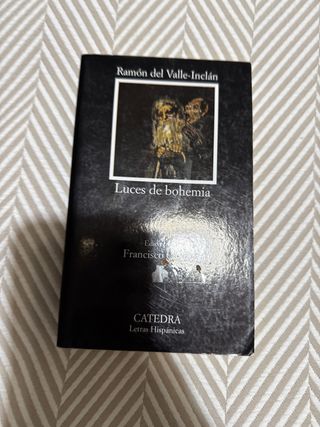 Ramón del Valle-Inclán
Luces de bohemia
Francisco
CATEDRA
Letras Hispánicas